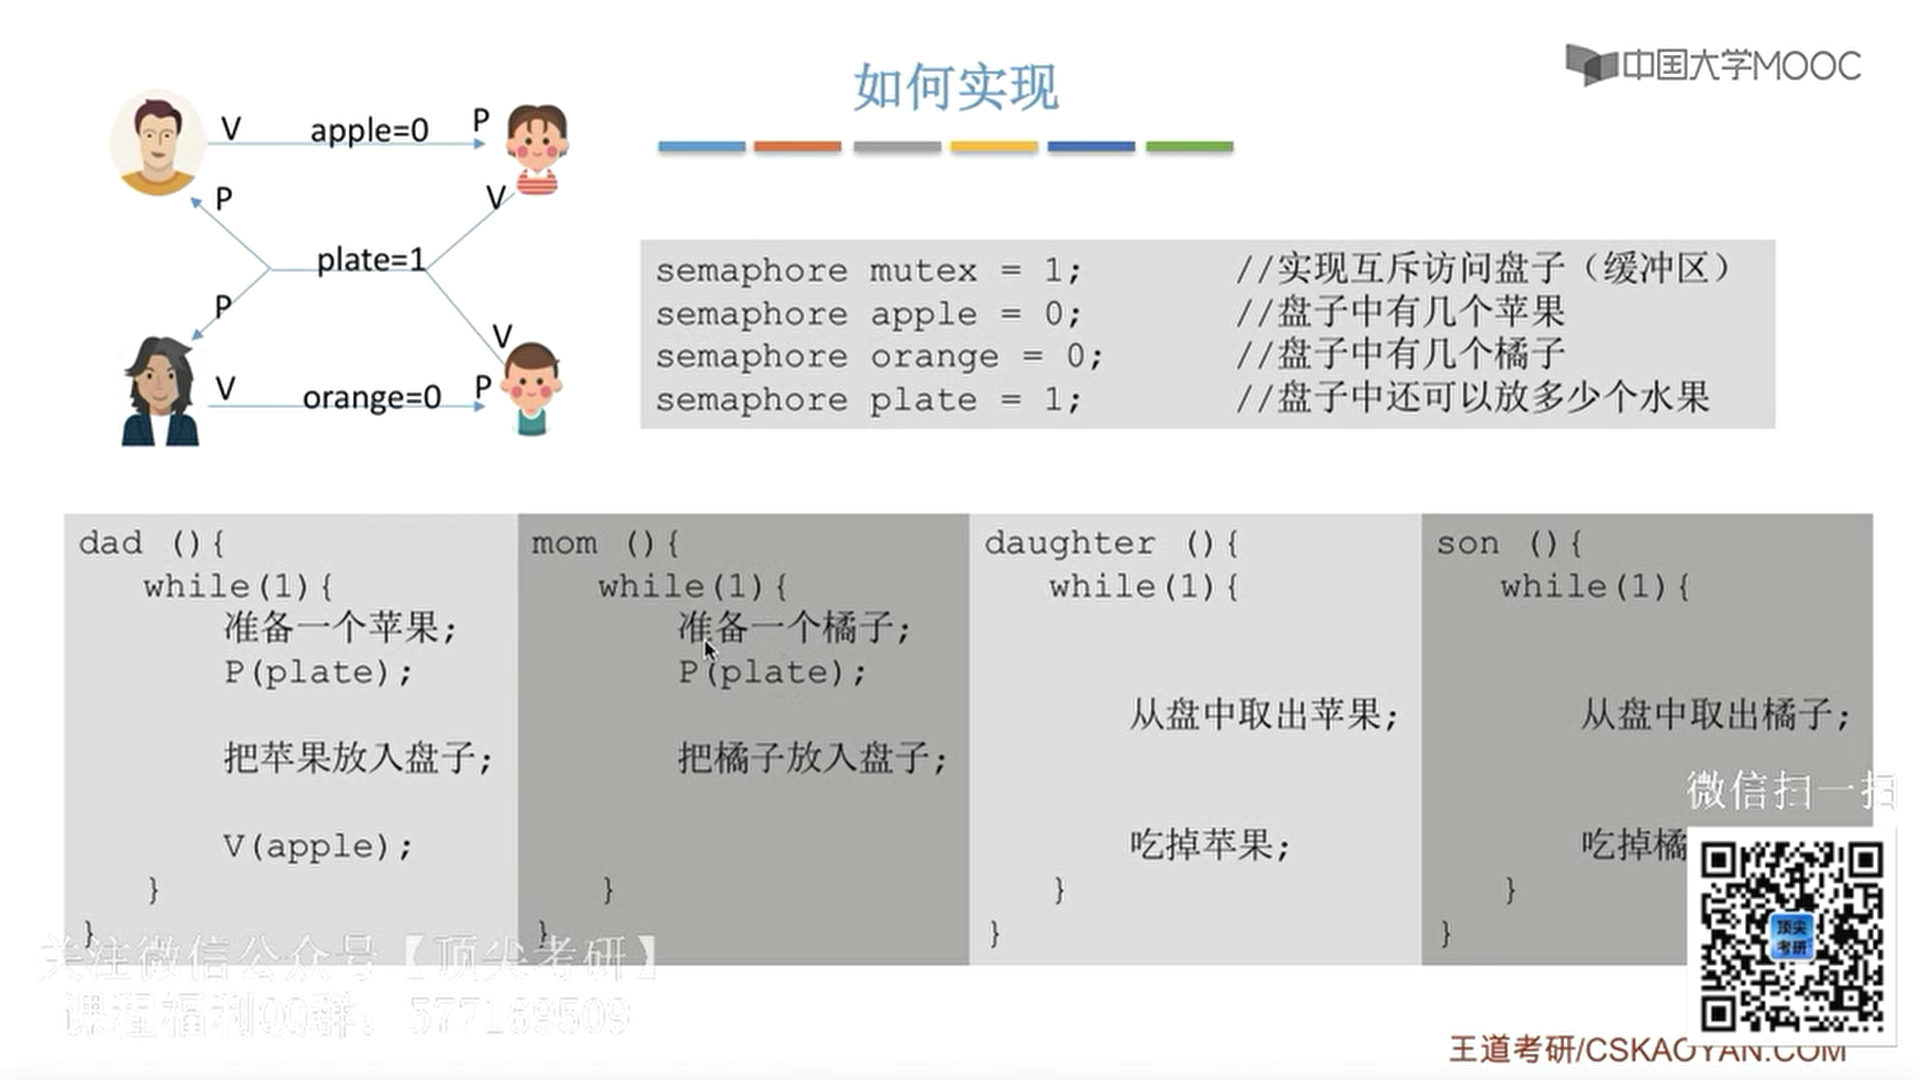 如何实现
中国大学MOOC
V apple=0 P
P V
plate=1
P V
V orange=0 P
semaphore mutex = 1; //实现互斥访问盘子（缓冲区）
semaphore apple = 0; //盘子中有几个苹果
semaphore orange = 0; //盘子中有几个橘子
semaphore plate = 1; //盘子中还可以放多少个水果
dad (){
while(1){
准备一个苹果;
P(plate);
把苹果放入盘子;
V(apple);
}
}
mom (){
while(1){
准备一个橘子;
P(plate);
把橘子放入盘子;
}
}
daughter (){
while(1){
从盘中取出苹果;
吃掉苹果;
}
}
son (){
while(1){
从盘中取出橘子;
吃掉橘
}
}
微信扫一扫
顶尖
考研
关注微信公众号【顶尖考研】
课程福利QQ群：577169509
王道考研/CSKAOYAN.COM